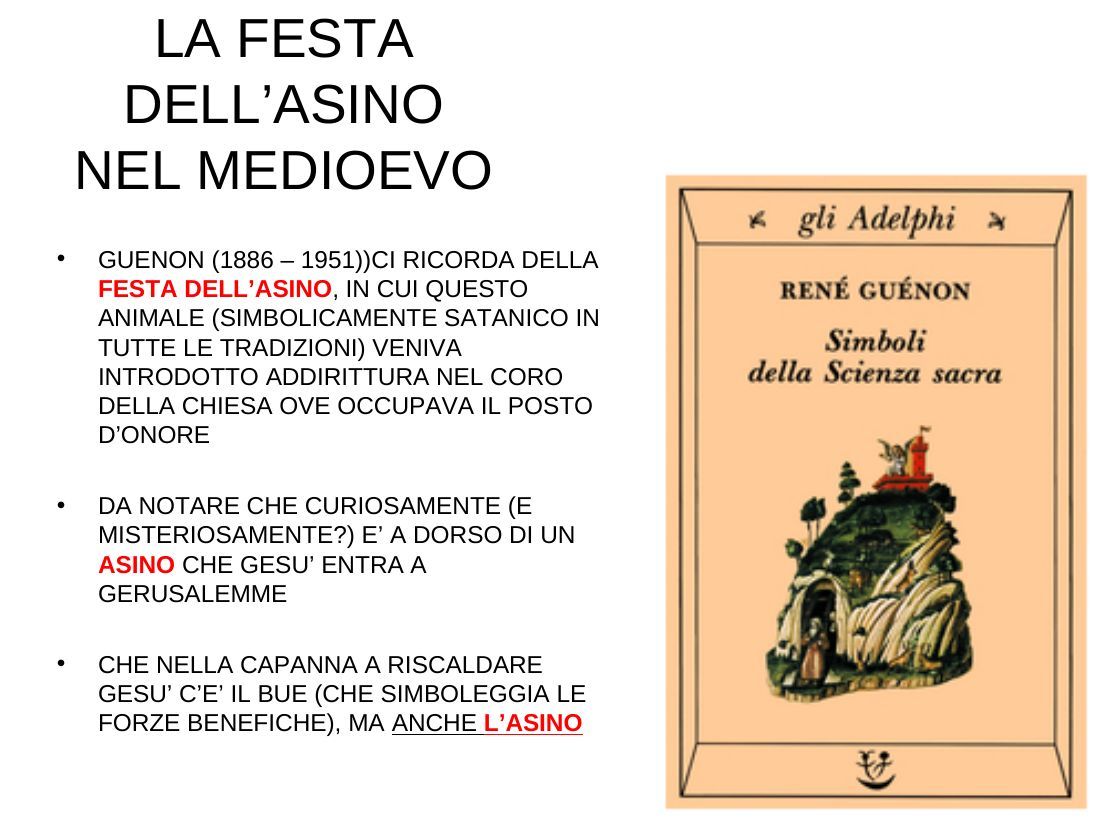 LA FESTA
DELL’ASINO
NEL MEDIOEVO
• GUENON (1886 – 1951))CI RICORDA DELLA
FESTA DELL’ASINO, IN CUI QUESTO
ANIMALE (SIMBOLICAMENTE SATANICO IN
TUTTE LE TRADIZIONI) VENIVA
INTRODOTTO ADDIRITTURA NEL CORO
DELLA CHIESA OVE OCCUPAVA IL POSTO
D’ONORE
• DA NOTARE CHE CURIOSAMENTE (E
MISTERIOSAMENTE?) E’ A DORSO DI UN
ASINO CHE GESU’ ENTRA A
GERUSALEMME
• CHE NELLA CAPANNA A RISCALDARE
GESU’ C’E’ IL BUE (CHE SIMBOLEGGIA LE
FORZE BENEFICHE), MA ANCHE L’ASINO
gli Adelphi
RENÉ GUÉNON
Simboli
della Scienza sacra